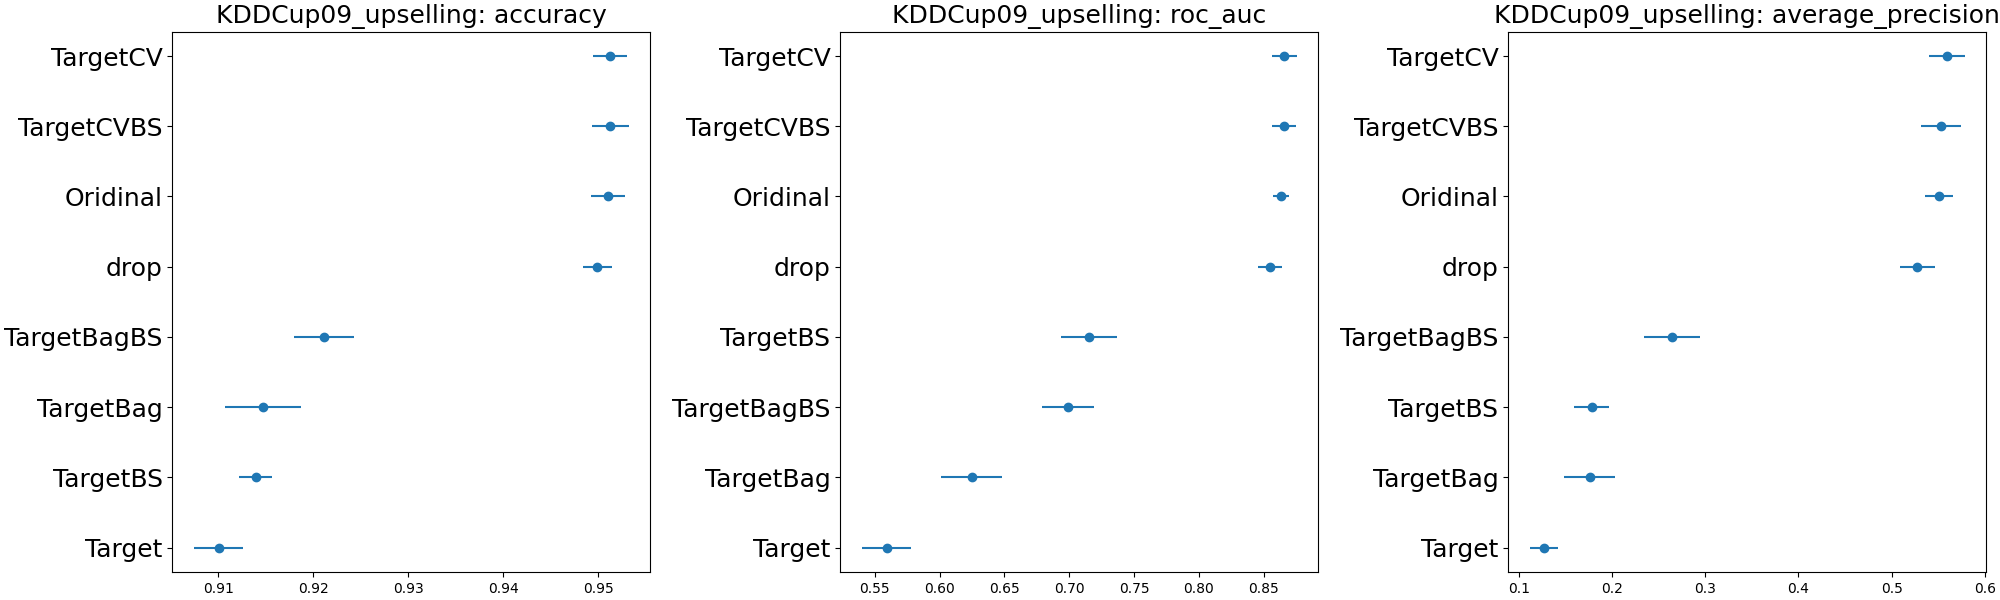 KDDCup09_upselling: accuracy
TargetCV
TargetCVBS
Oridinal
drop
TargetBagBS
TargetBag
TargetBS
Target
0.91 0.92 0.93 0.94 0.95
KDDCup09_upselling: roc_auc
TargetCV
TargetCVBS
Oridinal
drop
TargetBS
TargetBagBS
TargetBag
Target
0.55 0.60 0.65 0.70 0.75 0.80 0.85
KDDCup09_upselling: average_precision
TargetCV
TargetCVBS
Oridinal
drop
TargetBagBS
TargetBS
TargetBag
Target
0.1 0.2 0.3 0.4 0.5 0.6